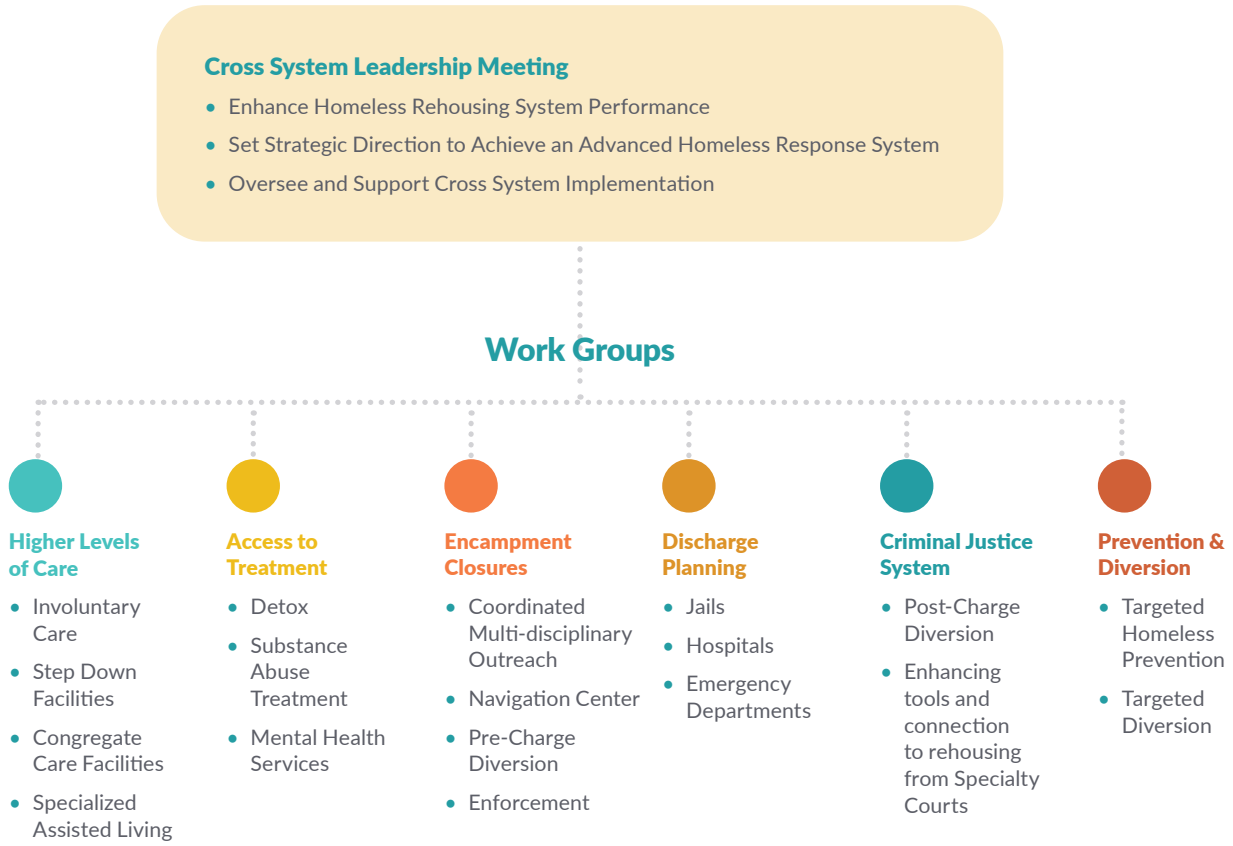 Cross System Leadership Meeting
• Enhance Homeless Rehousing System Performance
• Set Strategic Direction to Achieve an Advanced Homeless Response System
• Oversee and Support Cross System Implementation
Work Groups
Higher Levels
of Care
• Involuntary
Care
• Step Down
Facilities
• Congregate
Care Facilities
• Specialized
Assisted Living
Access to
Treatment
• Detox
• Substance
Abuse
Treatment
• Mental Health
Services
Encampment
Closures
• Coordinated
Multi-disciplinary
Outreach
• Navigation Center
• Pre-Charge
Diversion
• Enforcement
Discharge
Planning
• Jails
• Hospitals
• Emergency
Departments
Criminal Justice
System
• Post-Charge
Diversion
• Enhancing
tools and
connection
to rehousing
from Specialty
Courts
Prevention &
Diversion
• Targeted
Homeless
Prevention
• Targeted
Diversion